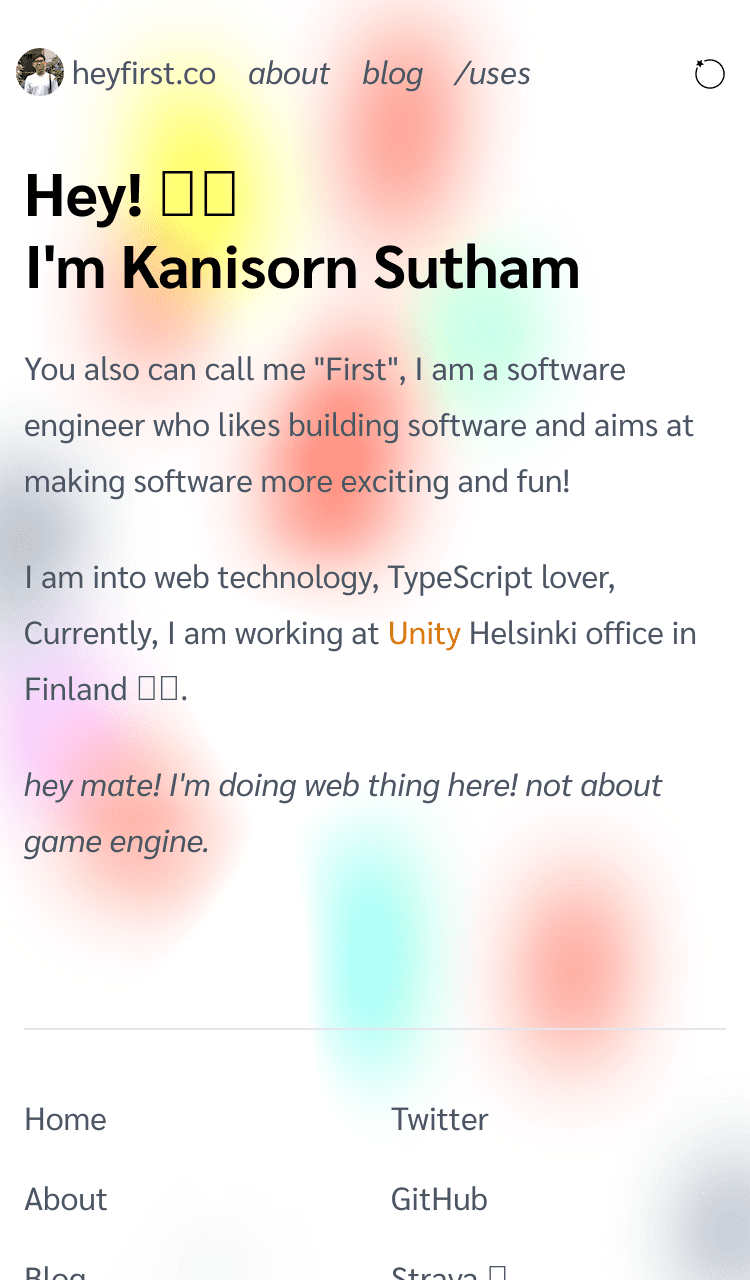 heyfirst.co about blog /uses
Hey! 
I'm Kanisorn Sutham
You also can call me "First", I am a software
engineer who likes building software and aims at
making software more exciting and fun!
I am into web technology, TypeScript lover,
Currently, I am working at Unity Helsinki office in
Finland .
hey mate! I'm doing web thing here! not about
game engine.
Home Twitter
About GitHub
Blog Strava